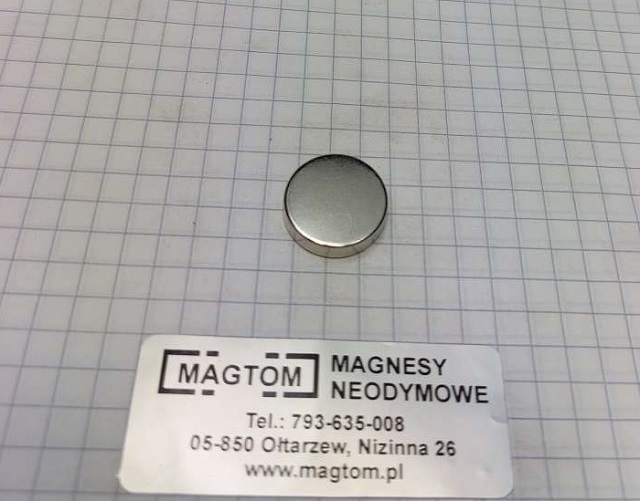 MAGTOM
MAGNESY
NEODYMOWE
Tel.: 793-635-008
05-850 Ołtarzew, Nizinna 26
www.magtom.pl